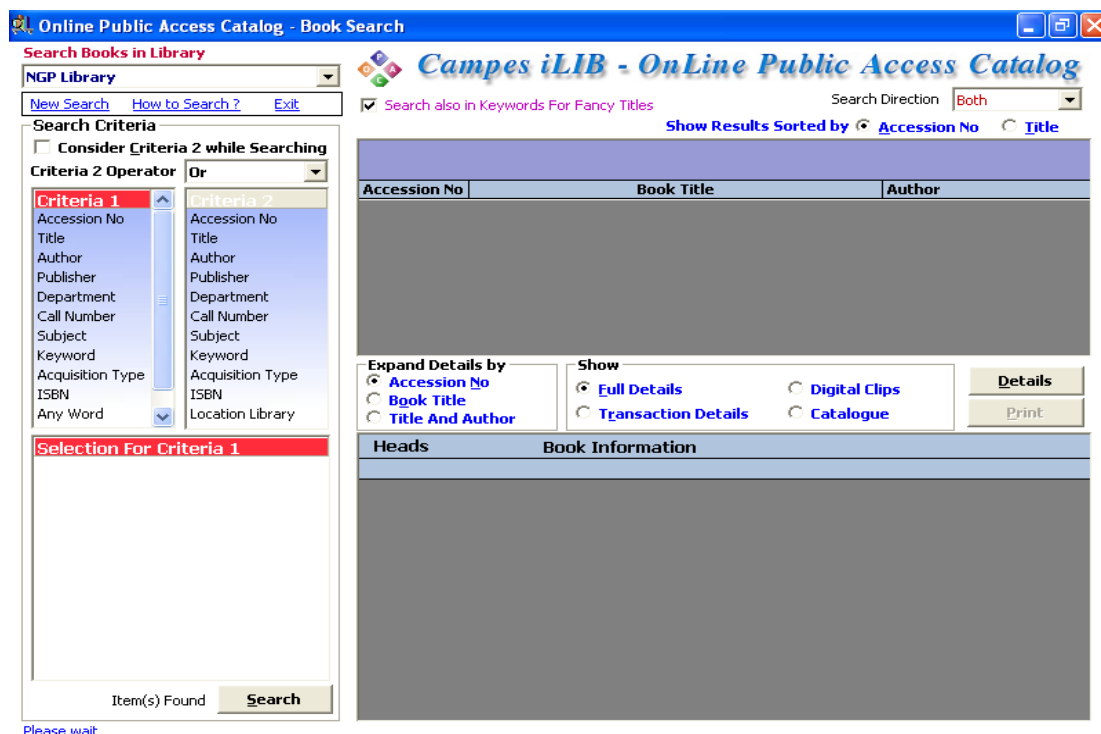 Online Public Access Catalog - Book Search
Search Books in Library
NGP Library
New Search How to Search ? Exit
Search Criteria
Consider Criteria 2 while Searching
Criteria 2 Operator Or
Criteria 1
Accession No
Title
Author
Publisher
Department
Call Number
Subject
Keyword
Acquisition Type
ISBN
Any Word
Criteria 2
Accession No
Title
Author
Publisher
Department
Call Number
Subject
Keyword
Acquisition Type
ISBN
Location Library
Selection For Criteria 1
Item(s) Found Search
Please wait
Campes iLIB - OnLine Public Access Catalog
Search also in Keywords For Fancy Titles
Search Direction Both
Show Results Sorted by Accession No Title
Accession No Book Title Author
Expand Details by
Accession No
Book Title
Title And Author
Show
Full Details Digital Clips
Transaction Details Catalogue
Details
Print
Heads Book Information